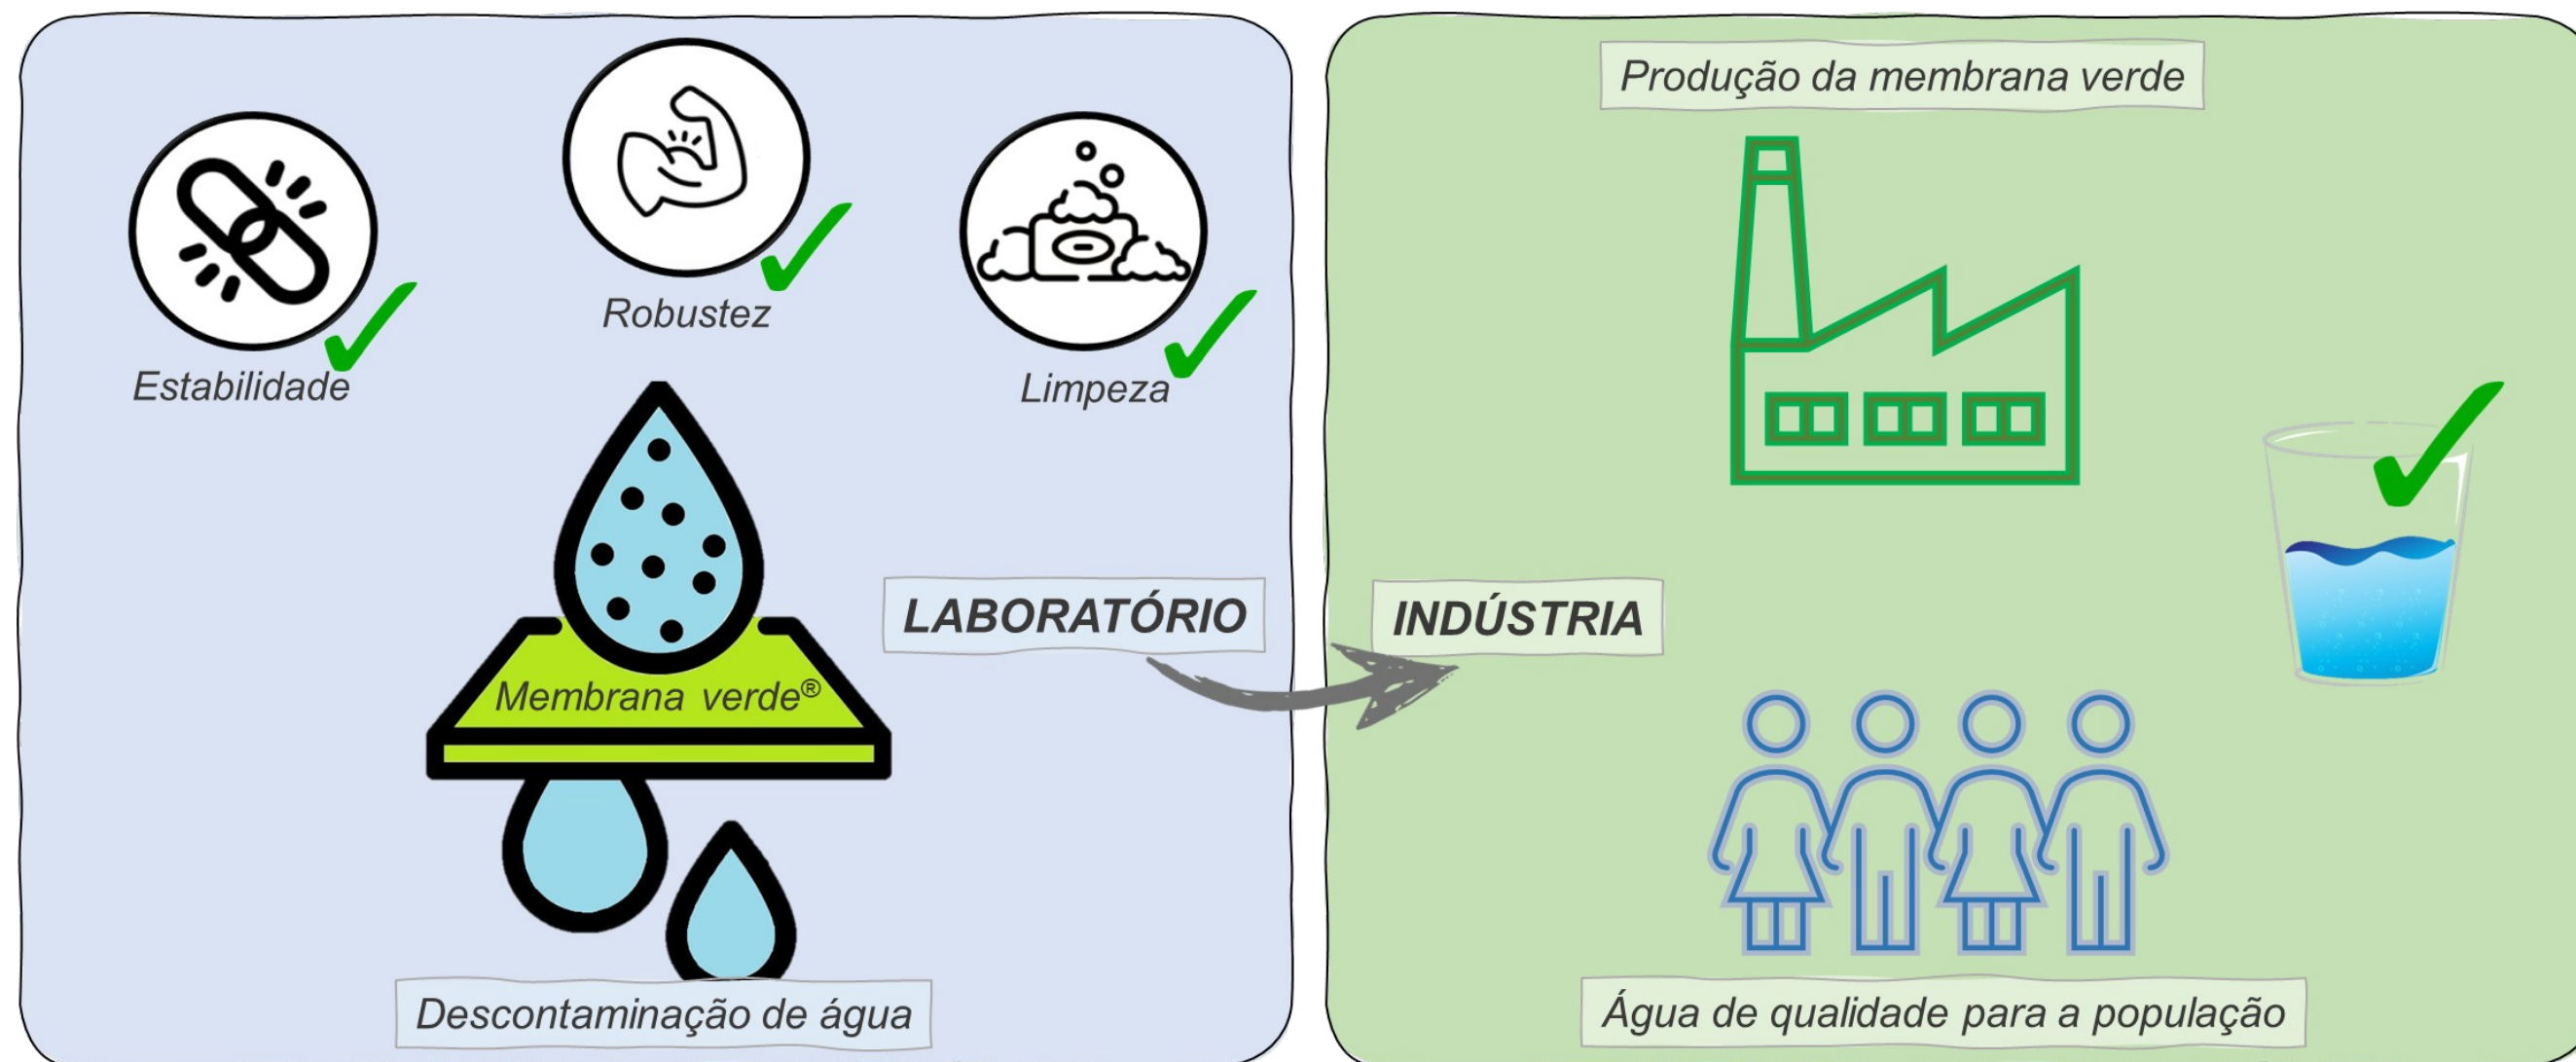 Estabilidade
Robustez
Limpeza
Membrana verde®
LABORATÓRIO
Descontaminação de água
Produção da membrana verde
INDÚSTRIA
Água de qualidade para a população